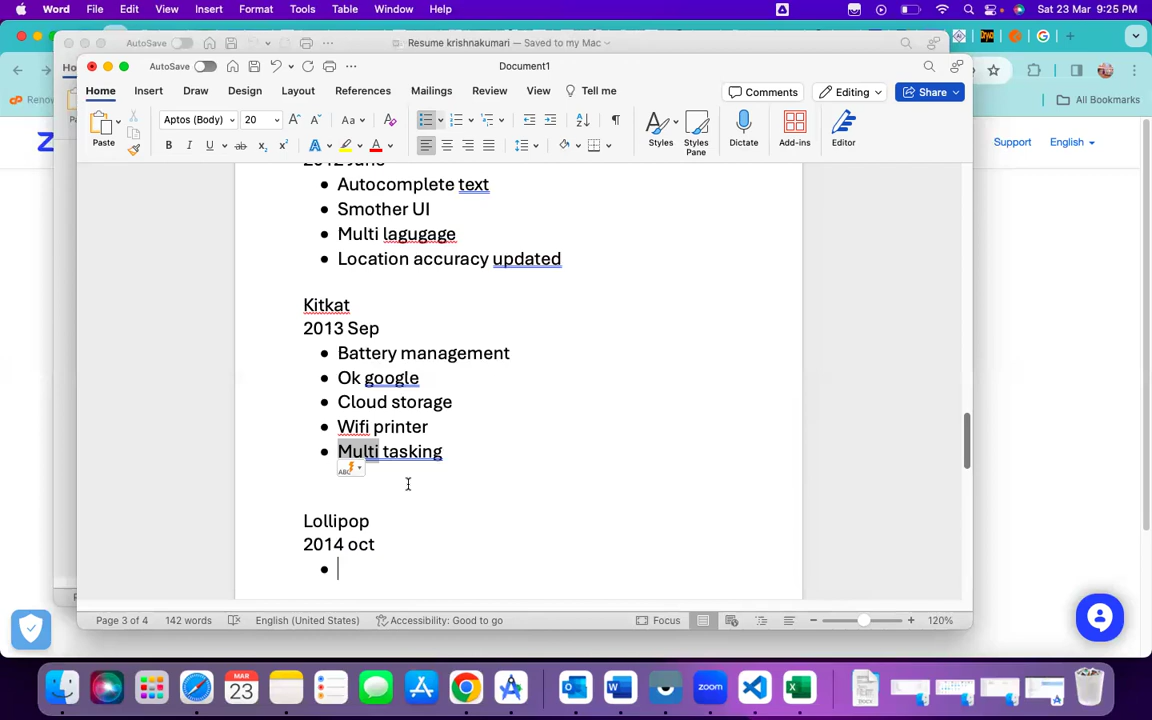 Word File Edit View Insert Format Tools Table Window Help Sat 23 Mar 9:25 PM
AutoSave Resume krishnakumari — Saved to my Mac
AutoSave Document1
Home Insert Draw Design Layout References Mailings Review View Tell me Comments Editing Share
All Bookmarks
Aptos (Body) 20
Paste Styles Styles Pane Dictate Add-ins Editor
Support English
Autocomplete text
Smother UI
Multi lagugage
Location accuracy updated
Kitkat
2013 Sep
Battery management
Ok google
Cloud storage
Wifi printer
Multi tasking
Lollipop
2014 oct
Page 3 of 4 142 words English (United States) Accessibility: Good to go Focus 120%
MAR
23
zoom